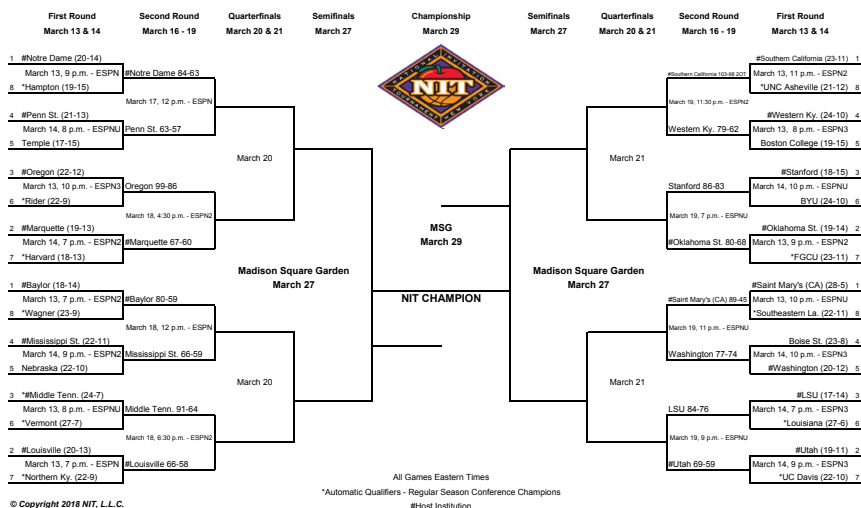 First Round Second Round Quarterfinals Semifinals Championship Semifinals Quarterfinals Second Round First Round
March 13 & 14 March 16 - 19 March 20 & 21 March 27 March 29 March 27 March 20 & 21 March 16 - 19 March 13 & 14
NATIONAL INVITATION
NIT
TOURNAMENT NEW YORK
1 #Notre Dame (20-14)
March 13, 9 p.m. - ESPN
8 *Hampton (19-15)
#Notre Dame 84-63
March 17, 12 p.m. - ESPN
4 #Penn St. (21-13)
March 14, 8 p.m. - ESPNU
5 Temple (17-15)
Penn St. 63-57
March 20
3 #Oregon (22-12)
March 13, 10 p.m. - ESPN3
6 *Rider (22-9)
Oregon 99-86
March 18, 4:30 p.m. - ESPN2
2 #Marquette (19-13)
March 14, 7 p.m. - ESPN2
7 *Harvard (18-13)
#Marquette 67-60
Madison Square Garden
March 27
1 #Baylor (18-14)
March 13, 7 p.m. - ESPN2
8 *Wagner (23-9)
#Baylor 80-59
March 18, 12 p.m. - ESPN
4 #Mississippi St. (22-11)
March 14, 9 p.m. - ESPN2
5 Nebraska (22-10)
Mississippi St. 66-59
March 20
3 *#Middle Tenn. (24-7)
March 13, 8 p.m. - ESPNU
6 *Vermont (27-7)
Middle Tenn. 91-64
March 18, 6:30 p.m. - ESPN2
2 #Louisville (20-13)
March 13, 7 p.m. - ESPN
7 *Northern Ky. (22-9)
#Louisville 66-58
MSG
March 29
NIT CHAMPION
#Southern California (23-11) 1
March 13, 11 p.m. - ESPN2
*UNC Asheville (21-12) 8
#Southern California 103-98 2OT
March 19, 11:30 p.m. - ESPN2
#Western Ky. (24-10) 4
March 13, 8 p.m. - ESPN3
Boston College (19-15) 5
Western Ky. 79-62
March 21
#Stanford (18-15) 3
March 14, 10 p.m. - ESPNU
BYU (24-10) 6
Stanford 86-83
March 19, 7 p.m. - ESPNU
#Oklahoma St. (19-14) 2
March 13, 9 p.m. - ESPN2
*FGCU (23-11) 7
#Oklahoma St. 80-68
Madison Square Garden
March 27
#Saint Mary's (CA) (28-5) 1
March 13, 10 p.m. - ESPNU
*Southeastern La. (22-11) 8
#Saint Mary's (CA) 89-45
March 19, 11 p.m. - ESPNU
Boise St. (23-8) 4
March 14, 10 p.m. - ESPN3
#Washington (20-12) 5
Washington 77-74
March 21
#LSU (17-14) 3
March 14, 7 p.m. - ESPN3
*Louisiana (27-6) 6
LSU 84-76
March 19, 9 p.m. - ESPNU
#Utah (19-11) 2
March 14, 9 p.m. - ESPN3
*UC Davis (22-10) 7
#Utah 69-59
All Games Eastern Times
*Automatic Qualifiers - Regular Season Conference Champions
#Host Institution
© Copyright 2018 NIT, L.L.C.